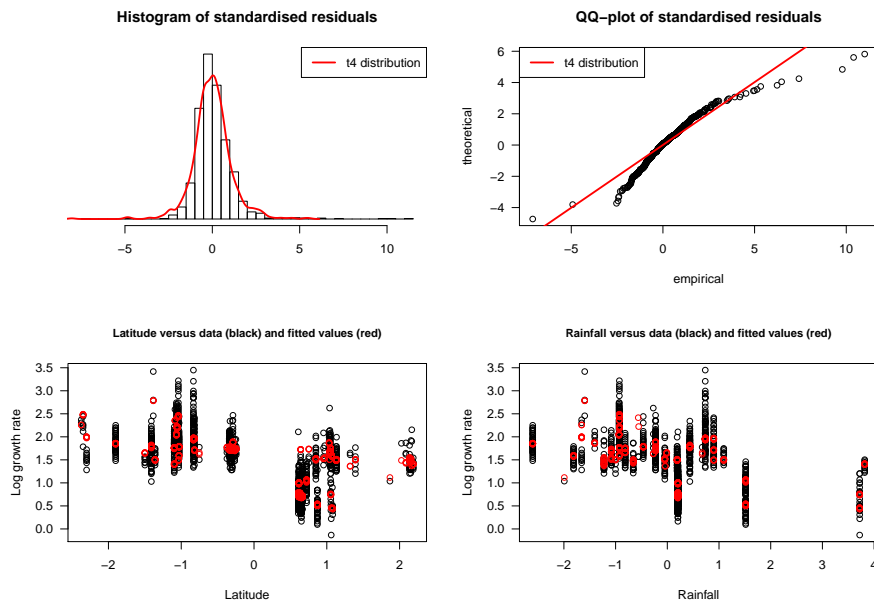 Histogram of standardised residuals
t4 distribution
−5 0 5 10
QQ−plot of standardised residuals
t4 distribution
theoretical
6
4
2
0
−2
−4
−5 0 5 10
empirical
Latitude versus data (black) and fitted values (red)
Log growth rate
3.5
3.0
2.5
2.0
1.5
1.0
0.5
0.0
−2 −1 0 1 2
Latitude
Rainfall versus data (black) and fitted values (red)
Log growth rate
3.5
3.0
2.5
2.0
1.5
1.0
0.5
0.0
−2 −1 0 1 2 3 4
Rainfall